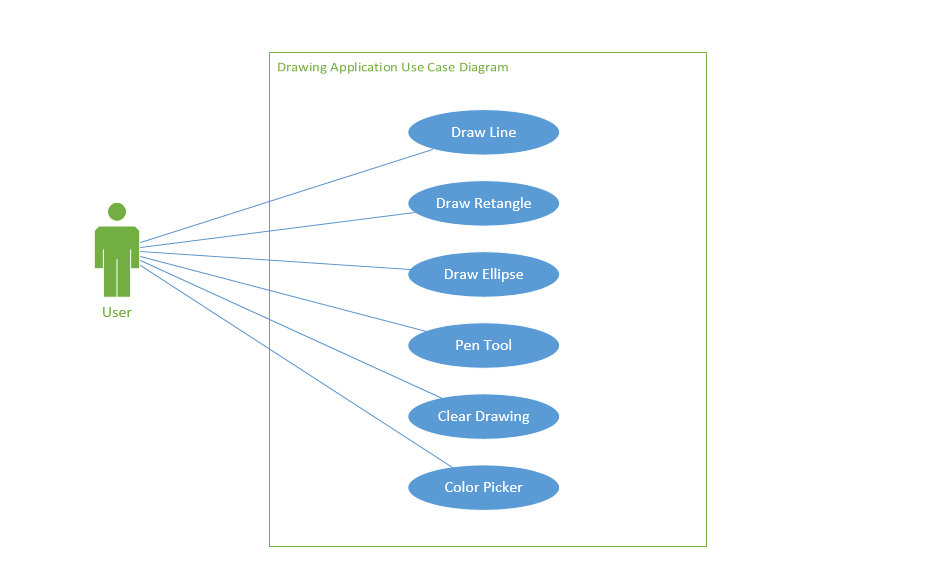 Drawing Application Use Case Diagram
Draw Line
Draw Retangle
Draw Ellipse
User
Pen Tool
Clear Drawing
Color Picker